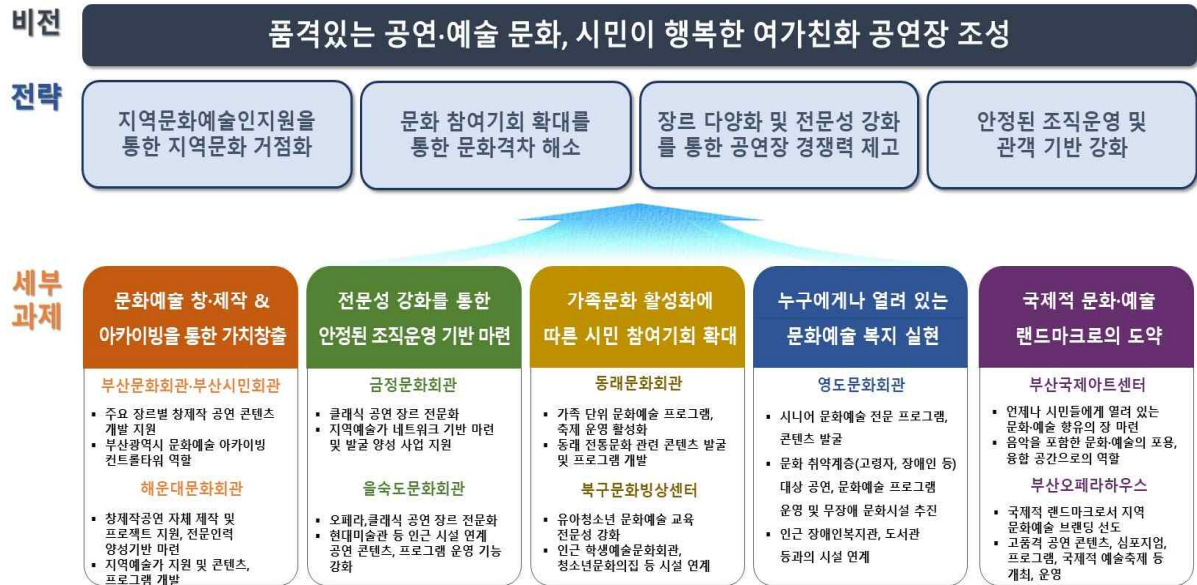 비전
품격있는 공연·예술 문화, 시민이 행복한 여가친화 공연장 조성
전략
지역문화예술인지원을
통한 지역문화 거점화
문화 참여기회 확대를
통한 문화격차 해소
장르 다양화 및 전문성 강화
를 통한 공연장 경쟁력 제고
안정된 조직운영 및
관객 기반 강화
세부
과제
문화예술 창·제작 &
아카이빙을 통한 가치창출
부산문화회관·부산시민회관
▪ 주요 장르별 창제작 공연 콘텐츠
개발 지원
▪ 부산광역시 문화예술 아카이빙
컨트롤타워 역할
해운대문화회관
▪ 창제작공연 자체 제작 및
프로젝트 지원, 전문인력
양성기반 마련
▪ 지역예술가 지원 및 콘텐츠,
프로그램 개발
전문성 강화를 통한
안정된 조직운영 기반 마련
금정문화회관
▪ 클래식 공연 장르 전문화
▪ 지역예술가 네트워크 기반 마련
및 발굴 양성 사업 지원
을숙도문화회관
▪ 오페라,클래식 공연 장르 전문화
▪ 현대미술관 등 인근 시설 연계
공연 콘텐츠, 프로그램 운영 기능
강화
가족문화 활성화에
따른 시민 참여기회 확대
동래문화회관
▪ 가족 단위 문화예술 프로그램,
축제 운영 활성화
▪ 동래 전통문화 관련 콘텐츠 발굴
및 프로그램 개발
북구문화빙상센터
▪ 유아청소년 문화예술 교육
전문성 강화
▪ 인근 학생예술문화회관,
청소년문화의집 등 시설 연계
누구에게나 열려 있는
문화예술 복지 실현
영도문화회관
▪ 시니어 문화예술 전문 프로그램,
콘텐츠 발굴
▪ 문화 취약계층(고령자, 장애인 등)
대상 공연, 문화예술 프로그램
운영 및 무장애 문화시설 추진
▪ 인근 장애인복지관, 도서관
등과의 시설 연계
국제적 문화·예술
랜드마크로의 도약
부산국제아트센터
▪ 언제나 시민들에게 열려 있는
문화·예술 향유의 장 마련
▪ 음악을 포함한 문화·예술의 포용,
융합 공간으로의 역할
부산오페라하우스
▪ 국제적 랜드마크로서 지역
문화예술 브랜딩 선도
▪ 고품격 공연 콘텐츠, 심포지엄,
프로그램, 국제적 예술축제 등
개최, 운영